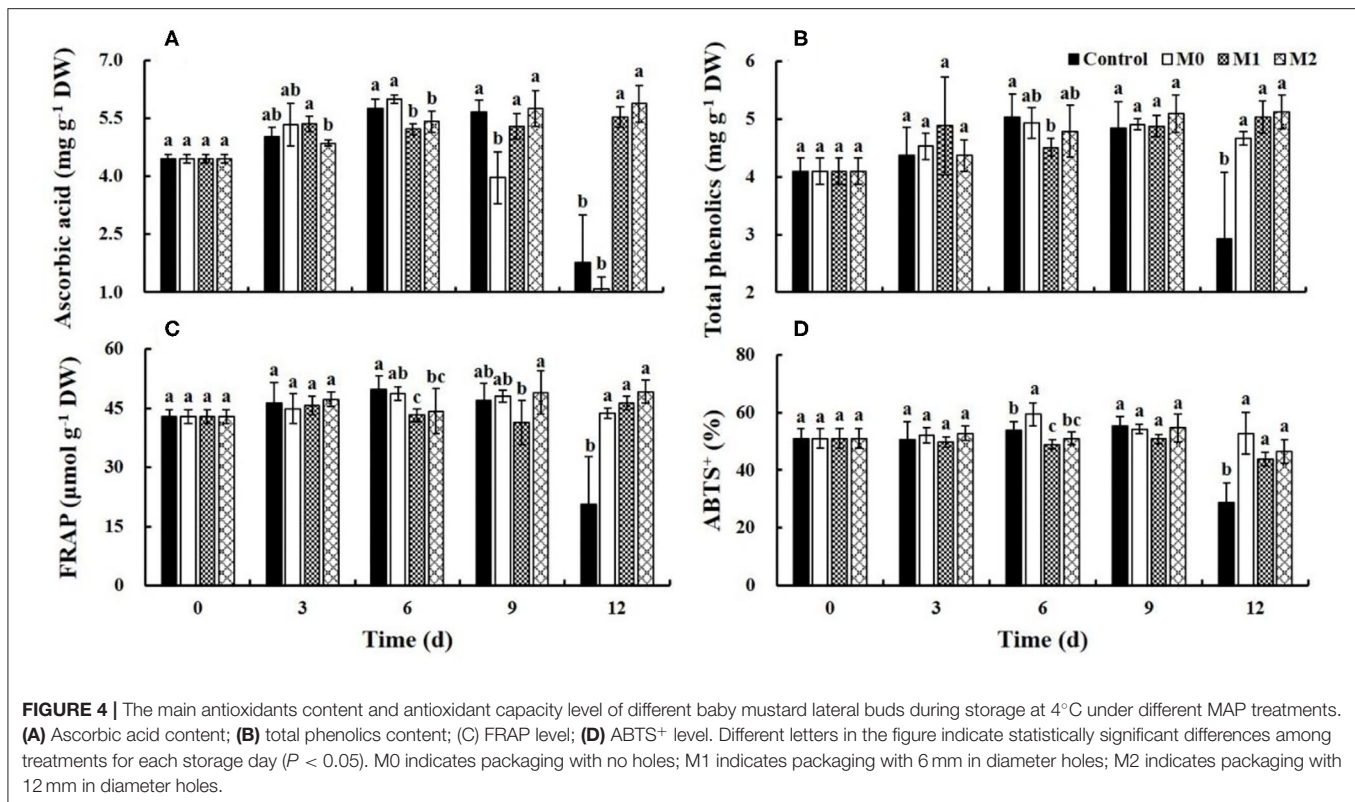 A
Ascorbic acid (mg g⁻¹ DW)
7.0
5.5
4.0
2.5
1.0
a a a a
ab ab a b
a a b b
a b a a
b b a a
B
Control M0 M1 M2
Total phenolics (mg g⁻¹ DW)
6
5
4
3
2
a a a a
a a a a
a ab b ab
a a a a
b a a a
C
FRAP (μmol g⁻¹ DW)
60
45
30
15
0
a a a a
a a a a
a ab c bc
ab ab b a
b a a a
0 3 6 9 12
Time (d)
D
ABTS⁺ (%)
80
60
40
20
0
a a a a
a a a a
b a c bc
a a a a
b a a a
0 3 6 9 12
Time (d)
FIGURE 4 | The main antioxidants content and antioxidant capacity level of different baby mustard lateral buds during storage at 4°C under different MAP treatments.
(A) Ascorbic acid content; (B) total phenolics content; (C) FRAP level; (D) ABTS⁺ level. Different letters in the figure indicate statistically significant differences among
treatments for each storage day (P < 0.05). M0 indicates packaging with no holes; M1 indicates packaging with 6 mm in diameter holes; M2 indicates packaging with
12 mm in diameter holes.